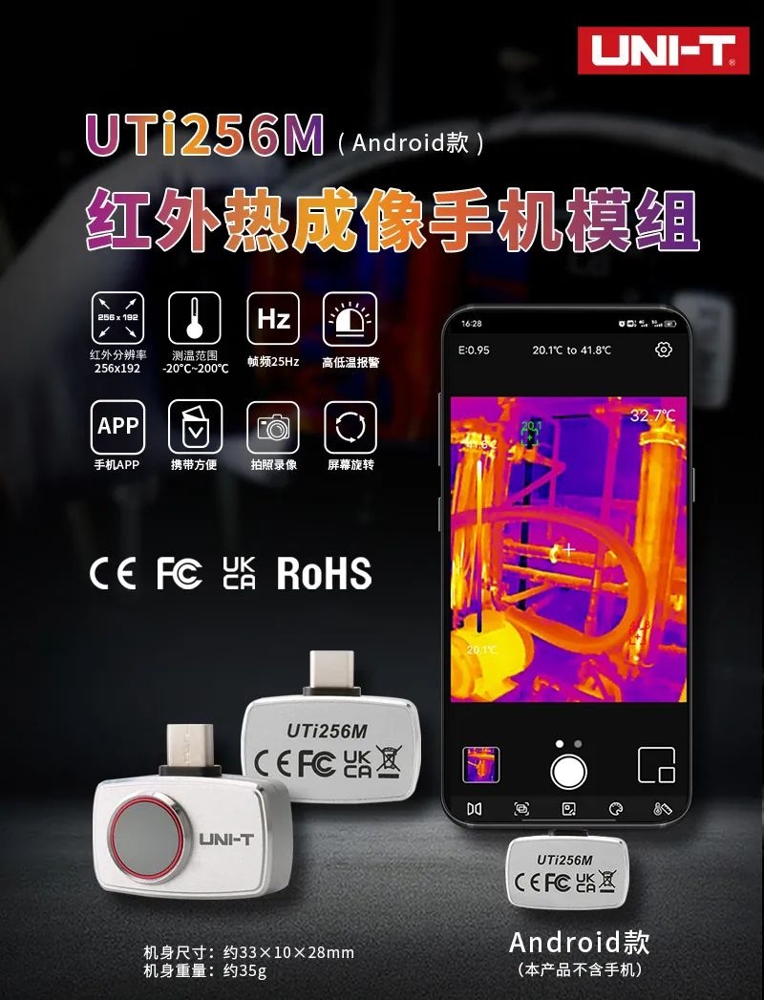 UNI-T®
UTi256M ( Android款 )
红外热成像手机模组
256 x 192
Hz
红外分辨率
256x192
测温范围
-20℃~200℃
帧频25Hz
高低温报警
APP
手机APP
携带方便
拍照录像
屏幕旋转
CE FC UK CA RoHS
16:28
E:0.95
20.1℃ to 41.8℃
32.7℃
20.1
41.8℃
41.8
20.1℃
UTi256M
CE FC UK CA
UNI-T
UTi256M
CE FC UK CA
机身尺寸：约33×10×28mm
机身重量：约35g
Android款
（本产品不含手机）